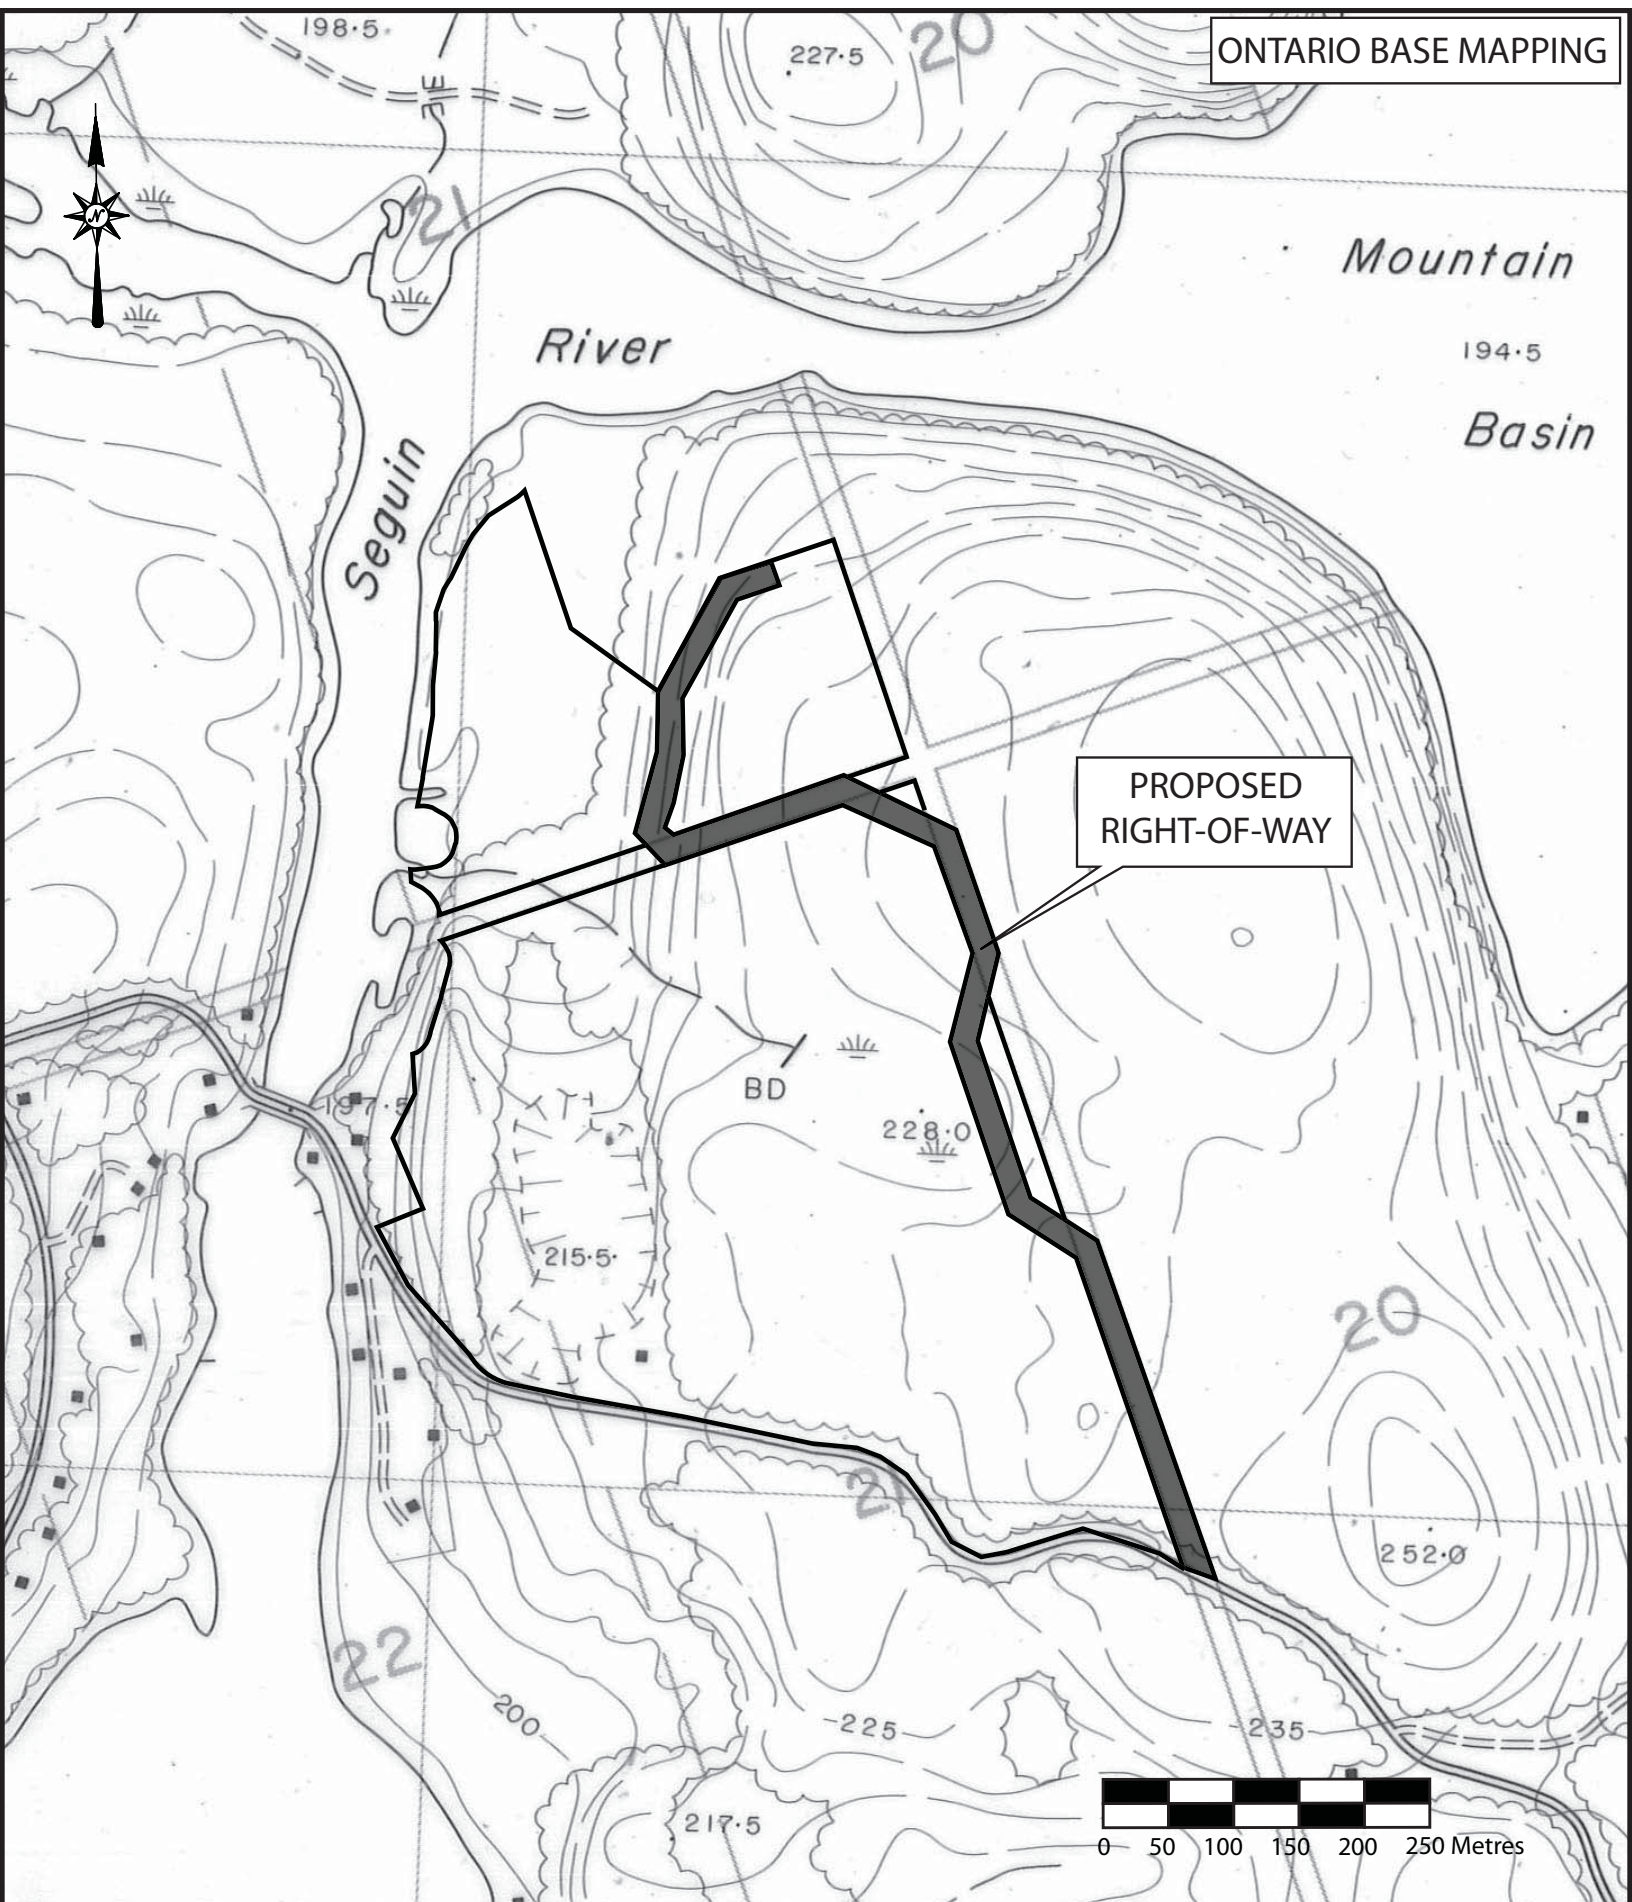 198.5
227.5
20
ONTARIO BASE MAPPING
N
21
Mountain
River
194.5
Basin
Seguin
PROPOSED
RIGHT-OF-WAY
BD
197.5
228.0
215.5
20
21
252.0
22
200
225
235
217.5
0 50 100 150 200 250 Metres